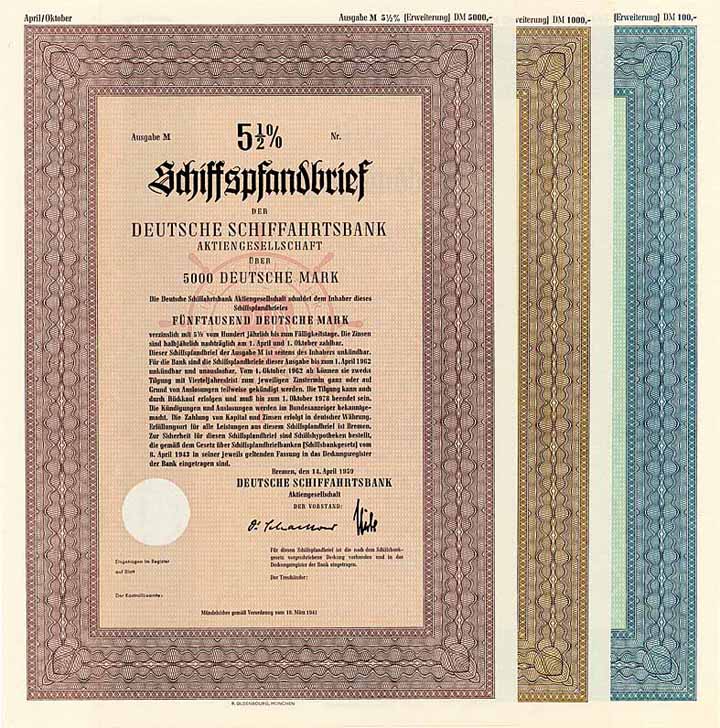 April/Oktober
Ausgabe M 5½% (Erweiterung) DM 5000,-
(Erweiterung) DM 1000,-
(Erweiterung) DM 100,-
Ausgabe M
5½%
Nr.
Schiffspfandbrief
DER
DEUTSCHE SCHIFFAHRTSBANK
AKTIENGESELLSCHAFT
ÜBER
5000 DEUTSCHE MARK
Die Deutsche Schiffahrtsbank Aktiengesellschaft schuldet dem Inhaber dieses
Schiffspfandbriefes
FÜNFTAUSEND DEUTSCHE MARK
verzinslich mit 5½ vom Hundert jährlich bis zum Fälligkeitstage. Die Zinsen
sind halbjährlich nachträglich am 1. April und 1. Oktober zahlbar.
Dieser Schiffspfandbrief der Ausgabe M ist seitens des Inhabers unkündbar.
Für die Bank sind die Schiffspfandbriefe dieser Ausgabe bis zum 1. April 1962
unkündbar und unauslosbar. Vom 1. Oktober 1962 ab können sie zwecks
Tilgung mit Vierteljahresfrist zum jeweiligen Zinstermin ganz oder auf
Grund von Auslosungen teilweise gekündigt werden. Die Tilgung kann auch
durch Rückkauf erfolgen und muß bis zum 1. Oktober 1978 beendet sein.
Die Kündigungen und Auslosungen werden im Bundesanzeiger bekanntge-
macht. Die Zahlung von Kapital und Zinsen erfolgt in deutscher Währung.
Erfüllungsort für alle Leistungen aus diesem Schiffspfandbrief ist Bremen.
Zur Sicherheit für diesen Schiffspfandbrief sind Schiffshypotheken bestellt,
die gemäß dem Gesetz über Schiffspfandbriefbanken (Schiffsbankgesetz) vom
8. April 1943 in seiner jeweils geltenden Fassung in das Deckungsregister
der Bank eingetragen sind.
Bremen, den 14. April 1959
DEUTSCHE SCHIFFAHRTSBANK
Aktiengesellschaft
DER VORSTAND:
Für diesen Schiffspfandbrief ist die nach dem Schiffsbank-
gesetz vorgeschriebene Deckung vorhanden und in das
Deckungsregister der Bank eingetragen.
Der Treuhänder:
Eingetragen im Register
auf Blatt
Der Kontrollbeamte:
Mündelsicher gemäß Verordnung vom 18. März 1941
R. OLDENBOURG, MÜNCHEN